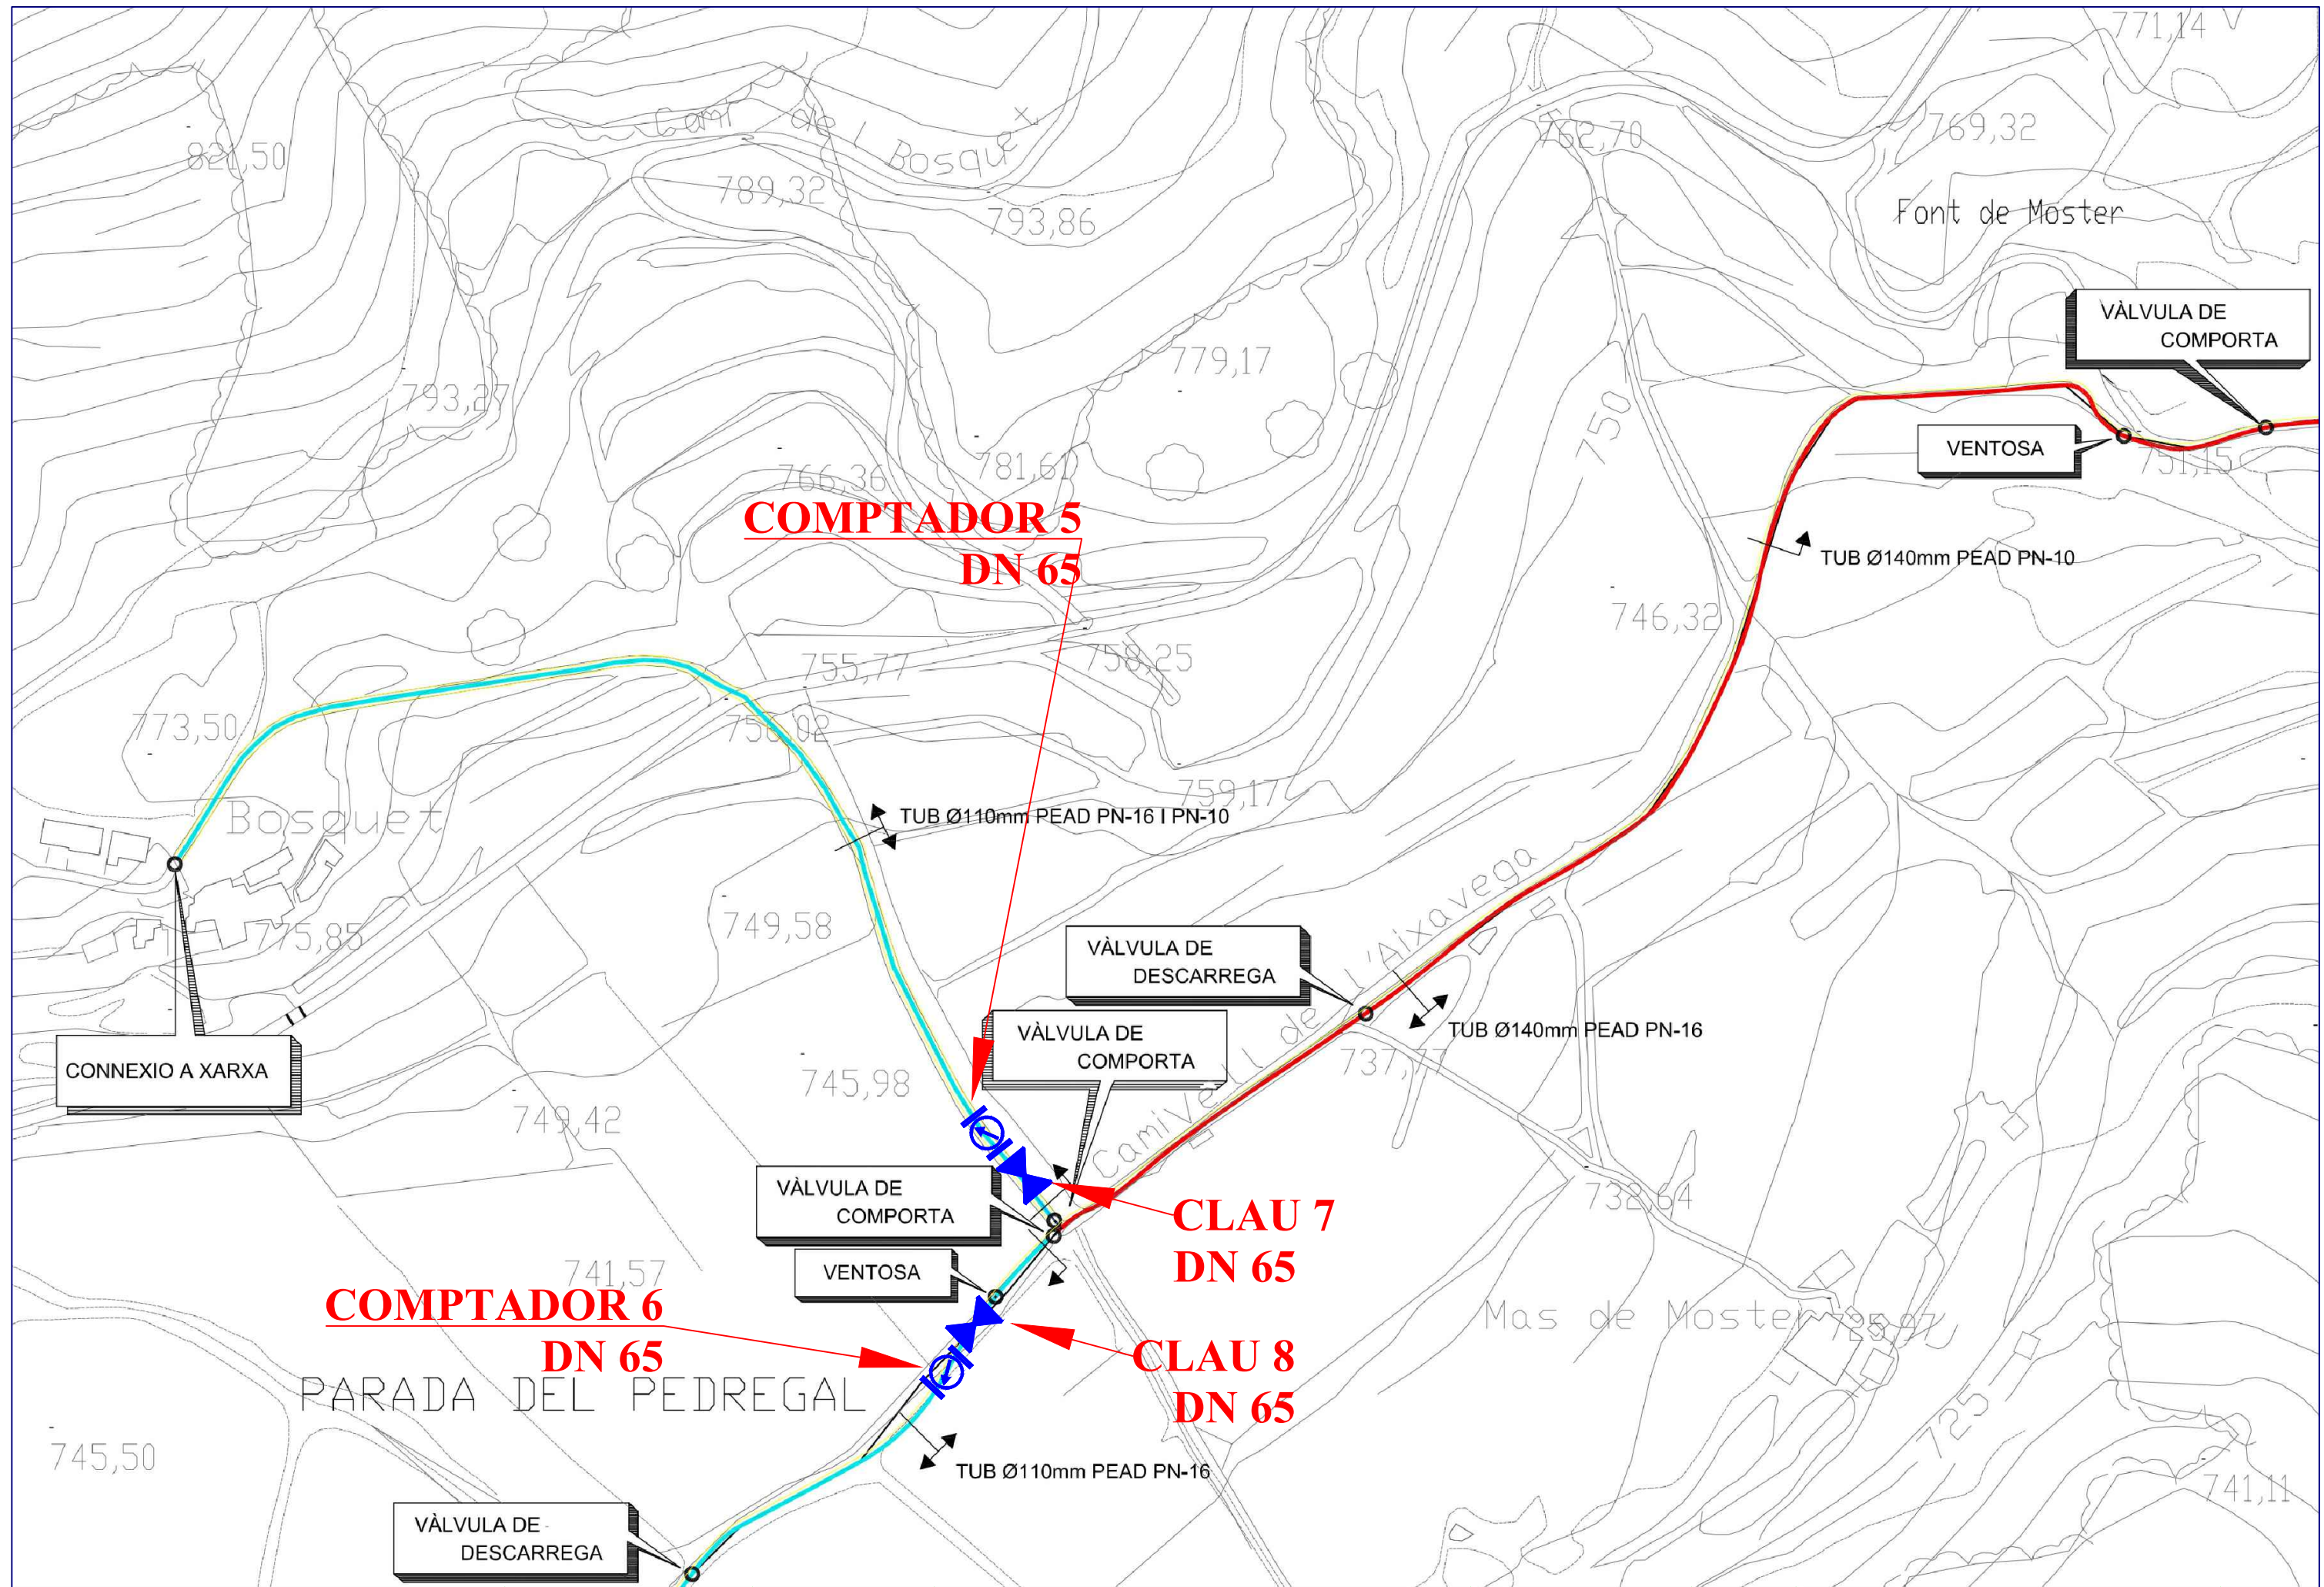 771,14
769,32
762,70
821,50
Camí de l Bosquet
789,32
793,86
Font de Moster
VÀLVULA DE
COMPORTA
779,17
793,27
750
VENTOSA
751,15
766,36
781,61
COMPTADOR 5
DN 65
TUB Ø140mm PEAD PN-10
746,32
755,77
758,25
773,50
756,02
759,17
Bosquet
TUB Ø110mm PEAD PN-16 I PN-10
749,58
775,85
VÀLVULA DE
DESCARREGA
Camí Vell de L'Aixavega
TUB Ø140mm PEAD PN-16
VÀLVULA DE
COMPORTA
737,77
CONNEXIO A XARXA
745,98
749,42
VÀLVULA DE
COMPORTA
CLAU 7
DN 65
732,64
VENTOSA
741,57
COMPTADOR 6
DN 65
Mas de Moster
725,97
CLAU 8
DN 65
PARADA DEL PEDREGAL
725
745,50
TUB Ø110mm PEAD PN-16
741,11
VÀLVULA DE
DESCARREGA